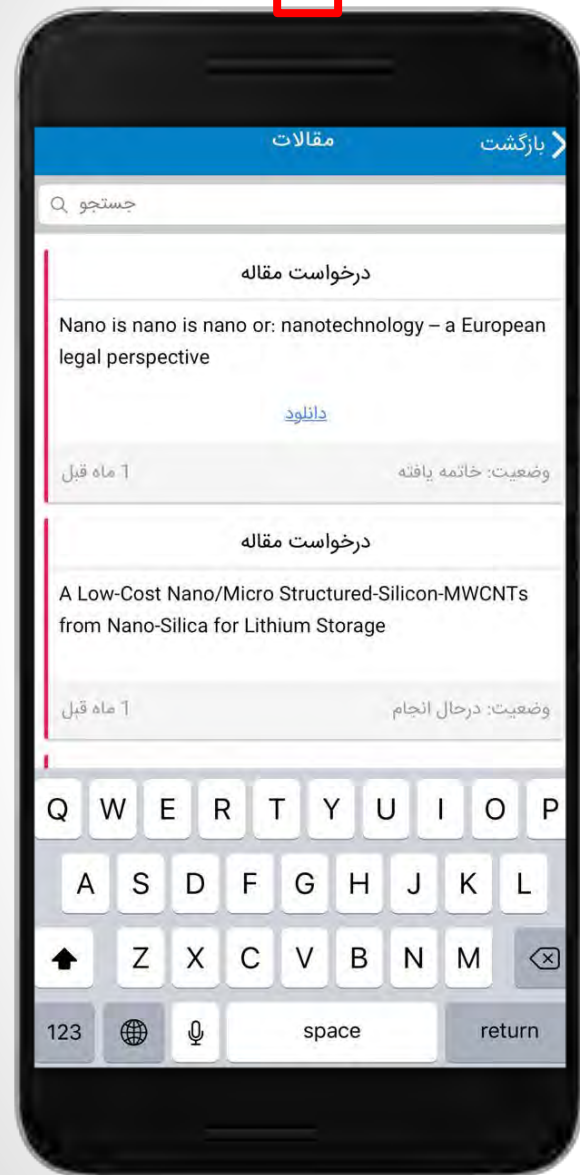 بازگشت
مقالات
جستجو
درخواست مقاله
Nano is nano is nano or: nanotechnology – a European
legal perspective
دانلود
وضعیت: خاتمه یافته
1 ماه قبل
درخواست مقاله
A Low-Cost Nano/Micro Structured-Silicon-MWCNTs
from Nano-Silica for Lithium Storage
وضعیت: درحال انجام
1 ماه قبل
Q W E R T Y U I O P
A S D F G H J K L
Z X C V B N M
123 space return